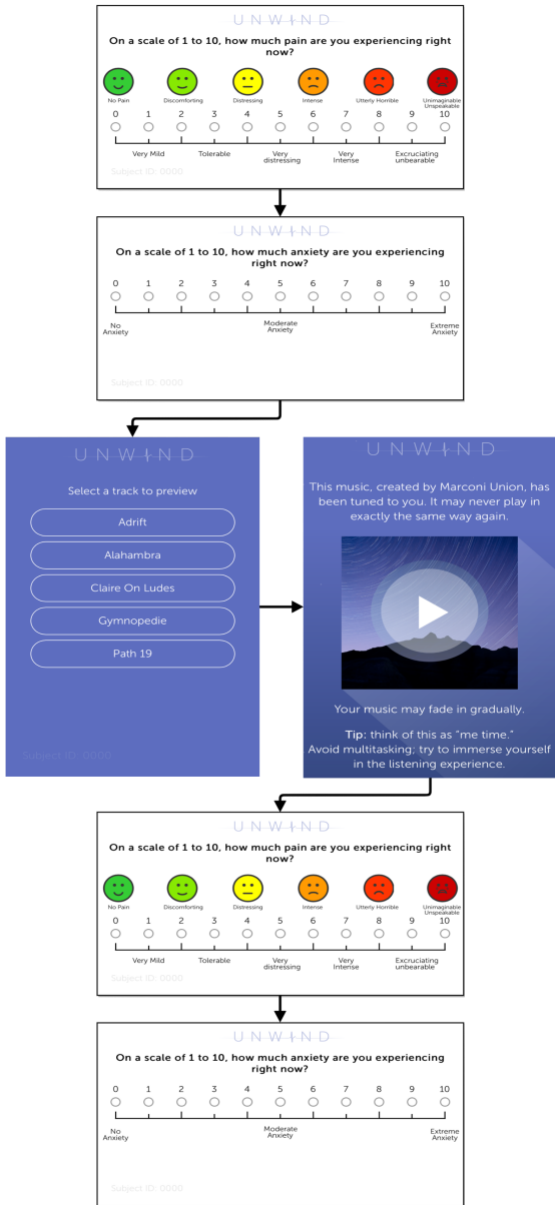 UNWIND
On a scale of 1 to 10, how much pain are you experiencing right
now?
No Pain Discomforting Distressing Intense Utterly Horrible Unimaginable
Unspeakable
0 1 2 3 4 5 6 7 8 9 10
Very Mild Tolerable Very Very Excruciating
distressing Intense unbearable
Subject ID: 0000
UNWIND
On a scale of 1 to 10, how much anxiety are you experiencing
right now?
0 1 2 3 4 5 6 7 8 9 10
No Moderate Extreme
Anxiety Anxiety Anxiety
Subject ID: 0000
UNWIND
Select a track to preview
Adrift
Alahambra
Claire On Ludes
Gymnopedie
Path 19
Subject ID: 0000
UNWIND
This music, created by Marconi Union, has
been tuned to you. It may never play in
exactly the same way again.
Your music may fade in gradually.
Tip: think of this as "me time."
Avoid multitasking; try to immerse yourself
in the listening experience.
UNWIND
On a scale of 1 to 10, how much pain are you experiencing right
now?
No Pain Discomforting Distressing Intense Utterly Horrible Unimaginable
Unspeakable
0 1 2 3 4 5 6 7 8 9 10
Very Mild Tolerable Very Very Excruciating
distressing Intense unbearable
Subject ID: 0000
UNWIND
On a scale of 1 to 10, how much anxiety are you experiencing
right now?
0 1 2 3 4 5 6 7 8 9 10
No Moderate Extreme
Anxiety Anxiety Anxiety
Subject ID: 0000